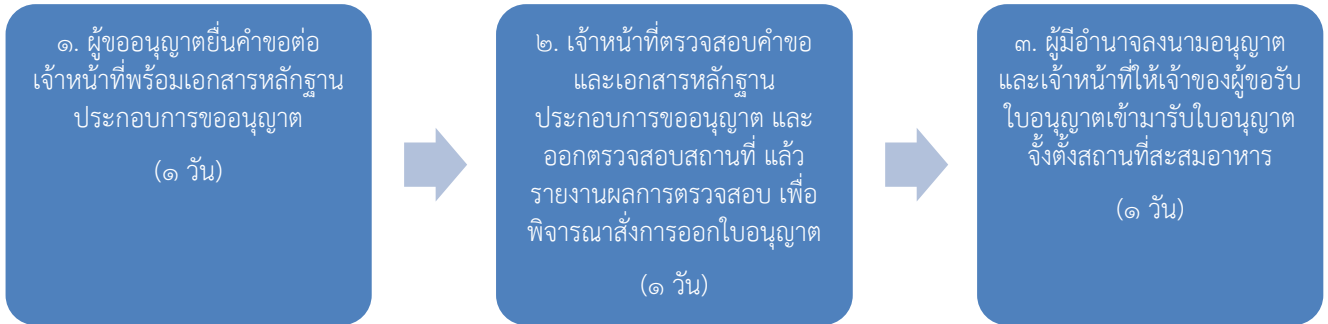 ๑. ผู้ขออนุญาตยื่นคำขอต่อ
เจ้าหน้าที่พร้อมเอกสารหลักฐาน
ประกอบการขออนุญาต
(๑ วัน)
๒. เจ้าหน้าที่ตรวจสอบคำขอ
และเอกสารหลักฐาน
ประกอบการขออนุญาต และ
ออกตรวจสอบสถานที่ แล้ว
รายงานผลการตรวจสอบ เพื่อ
พิจารณาสั่งการออกใบอนุญาต
(๑ วัน)
๓. ผู้มีอำนาจลงนามอนุญาต
และเจ้าหน้าที่ให้เจ้าของผู้ขอรับ
ใบอนุญาตเข้ามารับใบอนุญาต
จั้งตั้งสถานที่สะสมอาหาร
(๑ วัน)